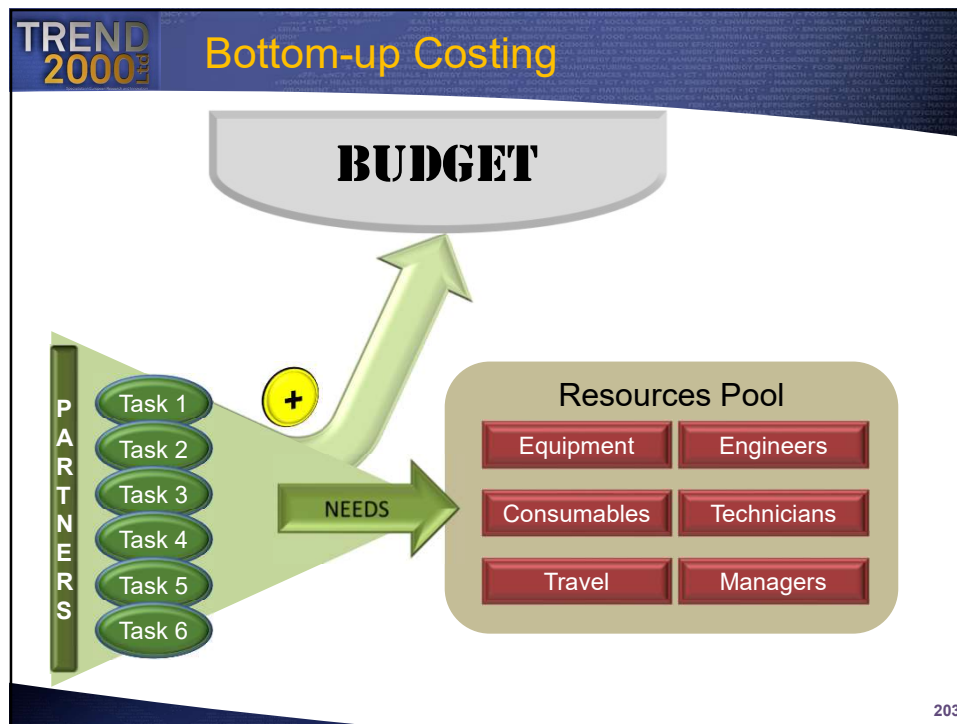 TREND
2000 Ltd
Bottom-up Costing
BUDGET
+
PARTNERS
Task 1
Task 2
Task 3
Task 4
Task 5
Task 6
NEEDS
Resources Pool
Equipment
Engineers
Consumables
Technicians
Travel
Managers
203